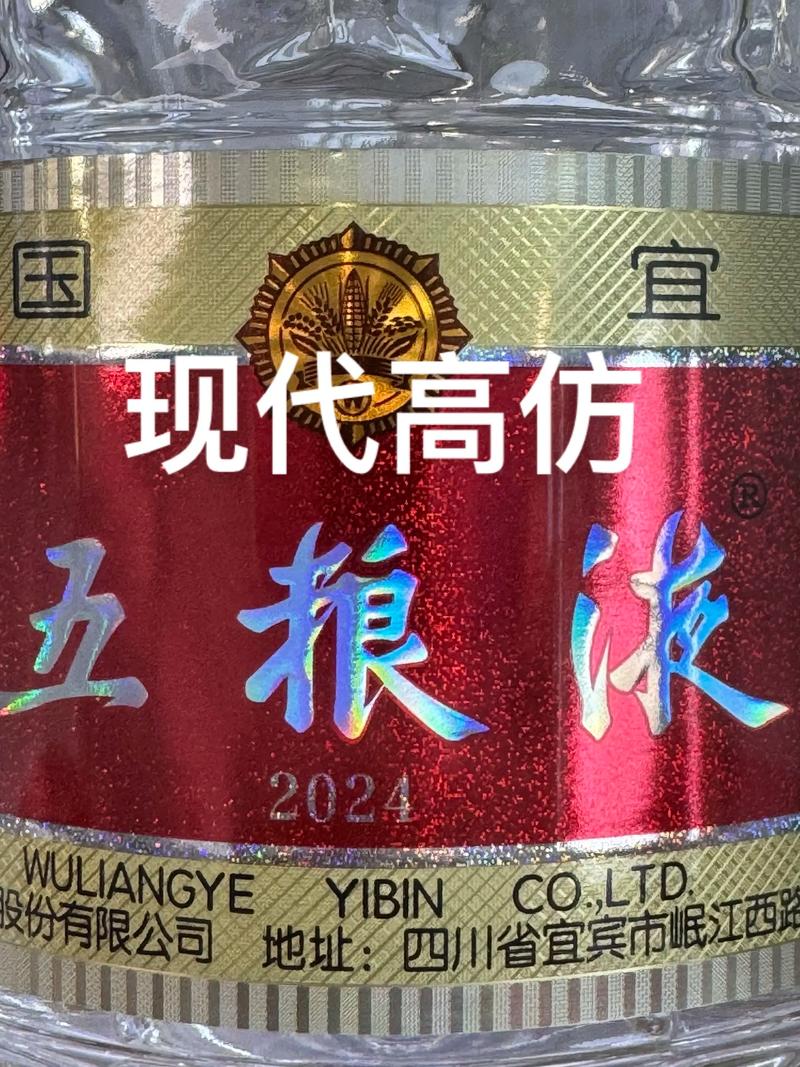 国 宜
现代高仿
五粮液®
2024
WULIANGYE YIBIN CO.,LTD.
股份有限公司 地址：四川省宜宾市岷江西路